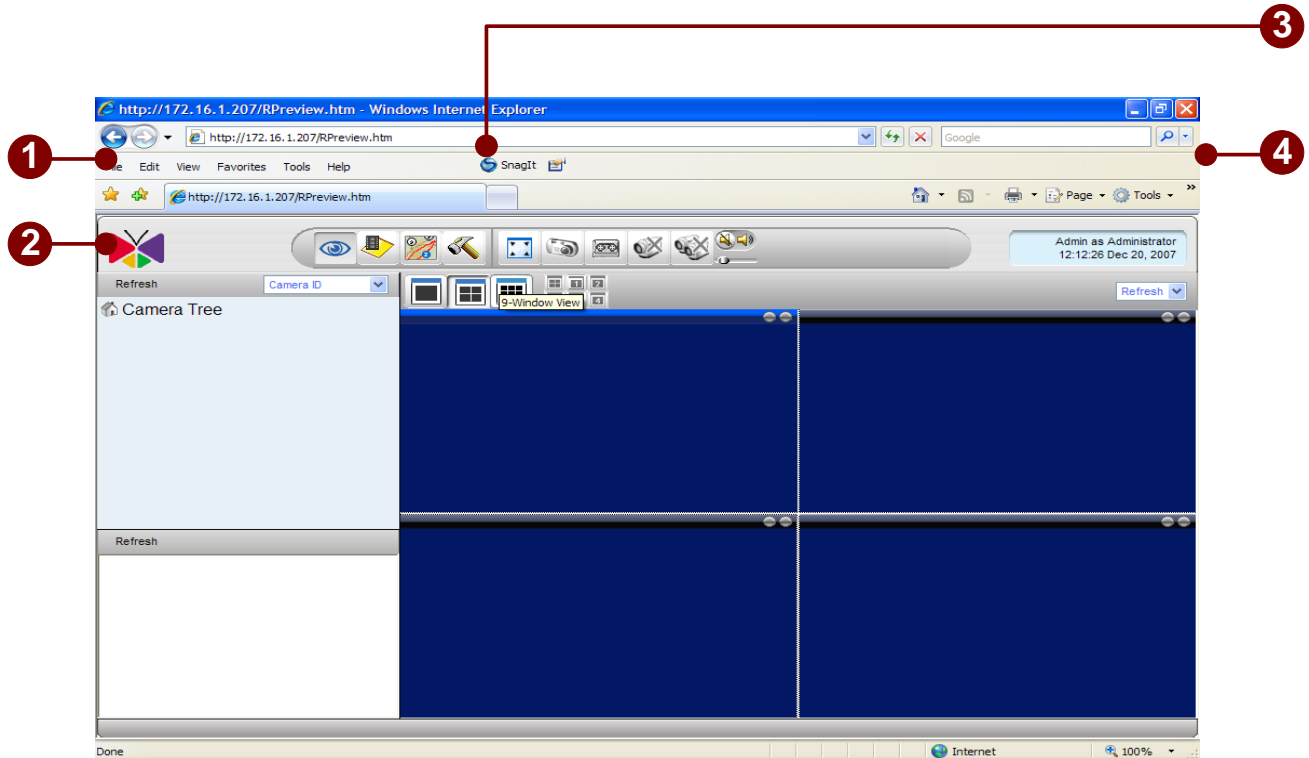 3
http://172.16.1.207/RPreview.htm - Windows Internet Explorer
http://172.16.1.207/RPreview.htm
Google
1
Edit View Favorites Tools Help
SnagIt
4
http://172.16.1.207/RPreview.htm
Page
Tools
2
Admin as Administrator
12:12:26 Dec 20, 2007
Refresh
Camera ID
1 2
4
9-Window View
Refresh
Camera Tree
Refresh
Done
Internet
100%